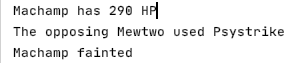 Machamp has 290 HP
The opposing Mewtwo used Psystrike
Machamp fainted